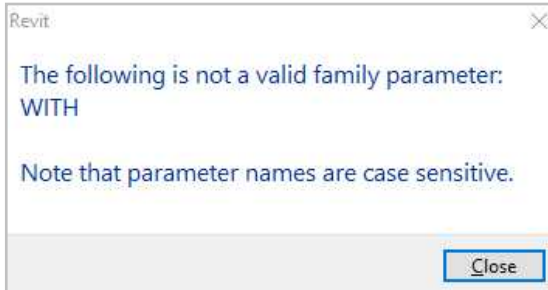 Revit
The following is not a valid family parameter:
WITH
Note that parameter names are case sensitive.
Close